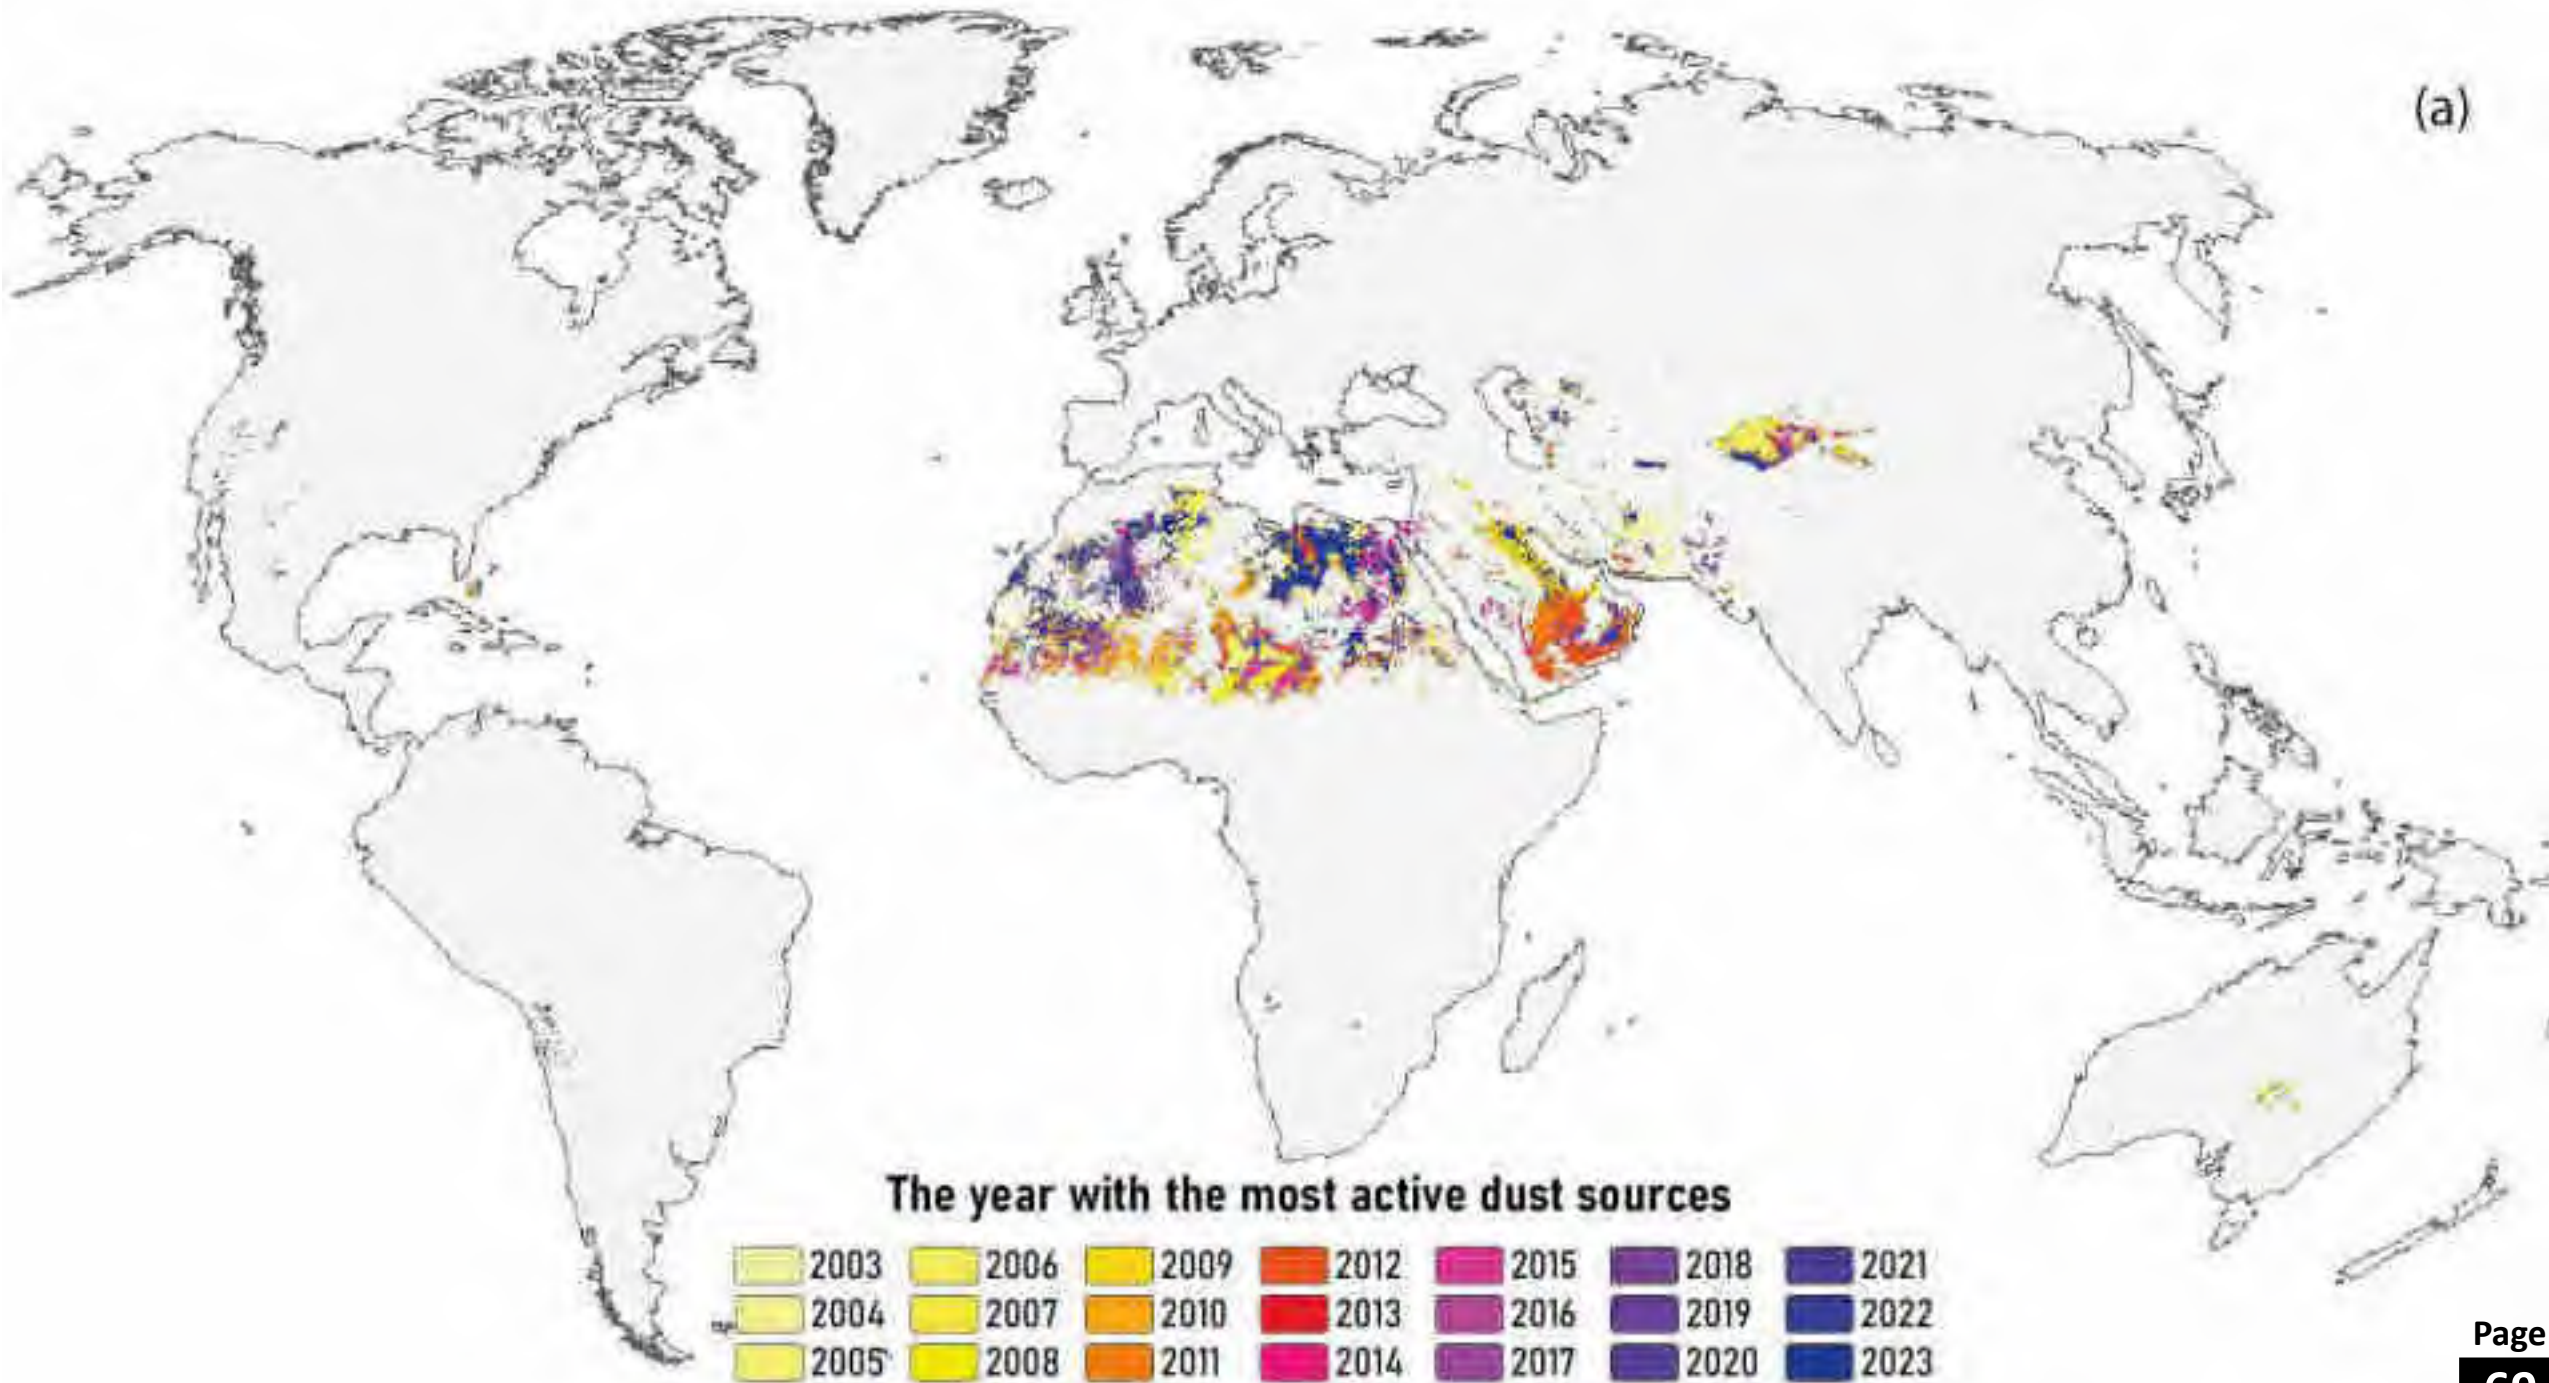 (a)
The year with the most active dust sources
2003 2006 2009 2012 2015 2018 2021
2004 2007 2010 2013 2016 2019 2022
2005 2008 2011 2014 2017 2020 2023
Page